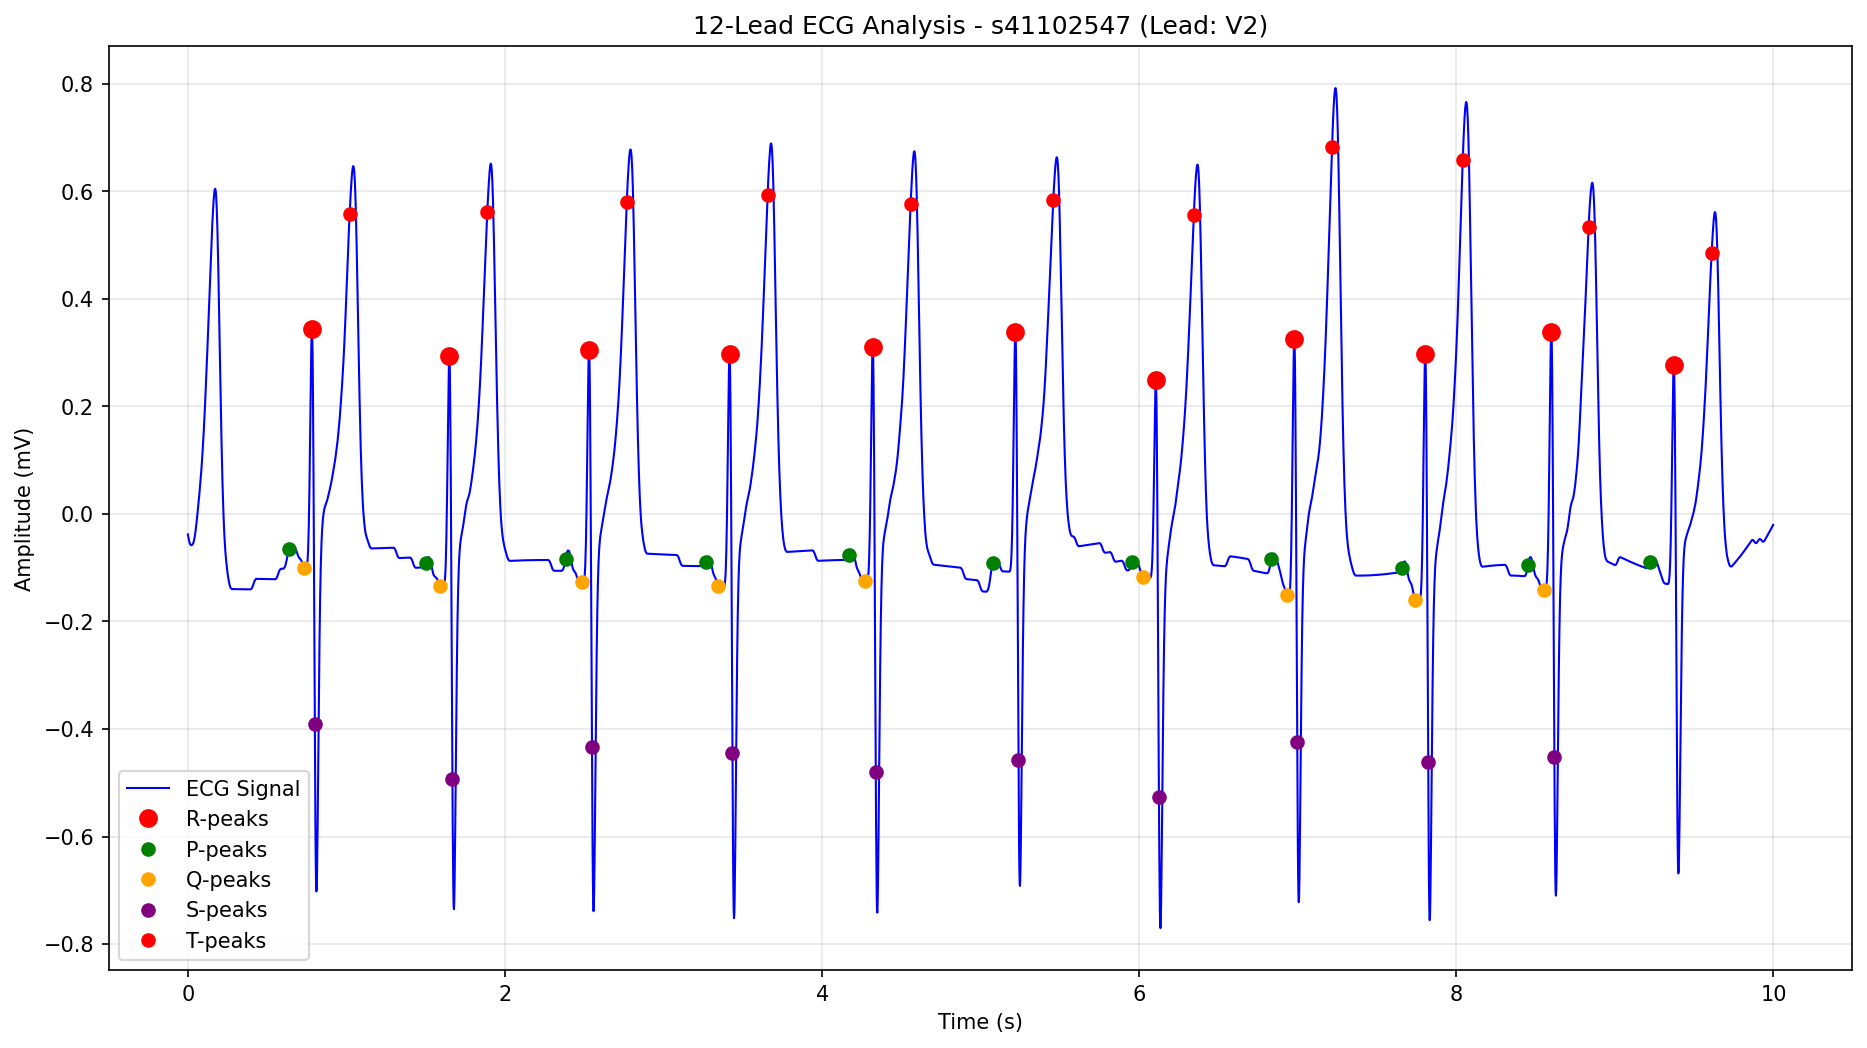 12-Lead ECG Analysis - s41102547 (Lead: V2)
0.8
0.6
0.4
0.2
0.0
−0.2
−0.4
−0.6
−0.8
Amplitude (mV)
ECG Signal
R-peaks
P-peaks
Q-peaks
S-peaks
T-peaks
0 2 4 6 8 10
Time (s)